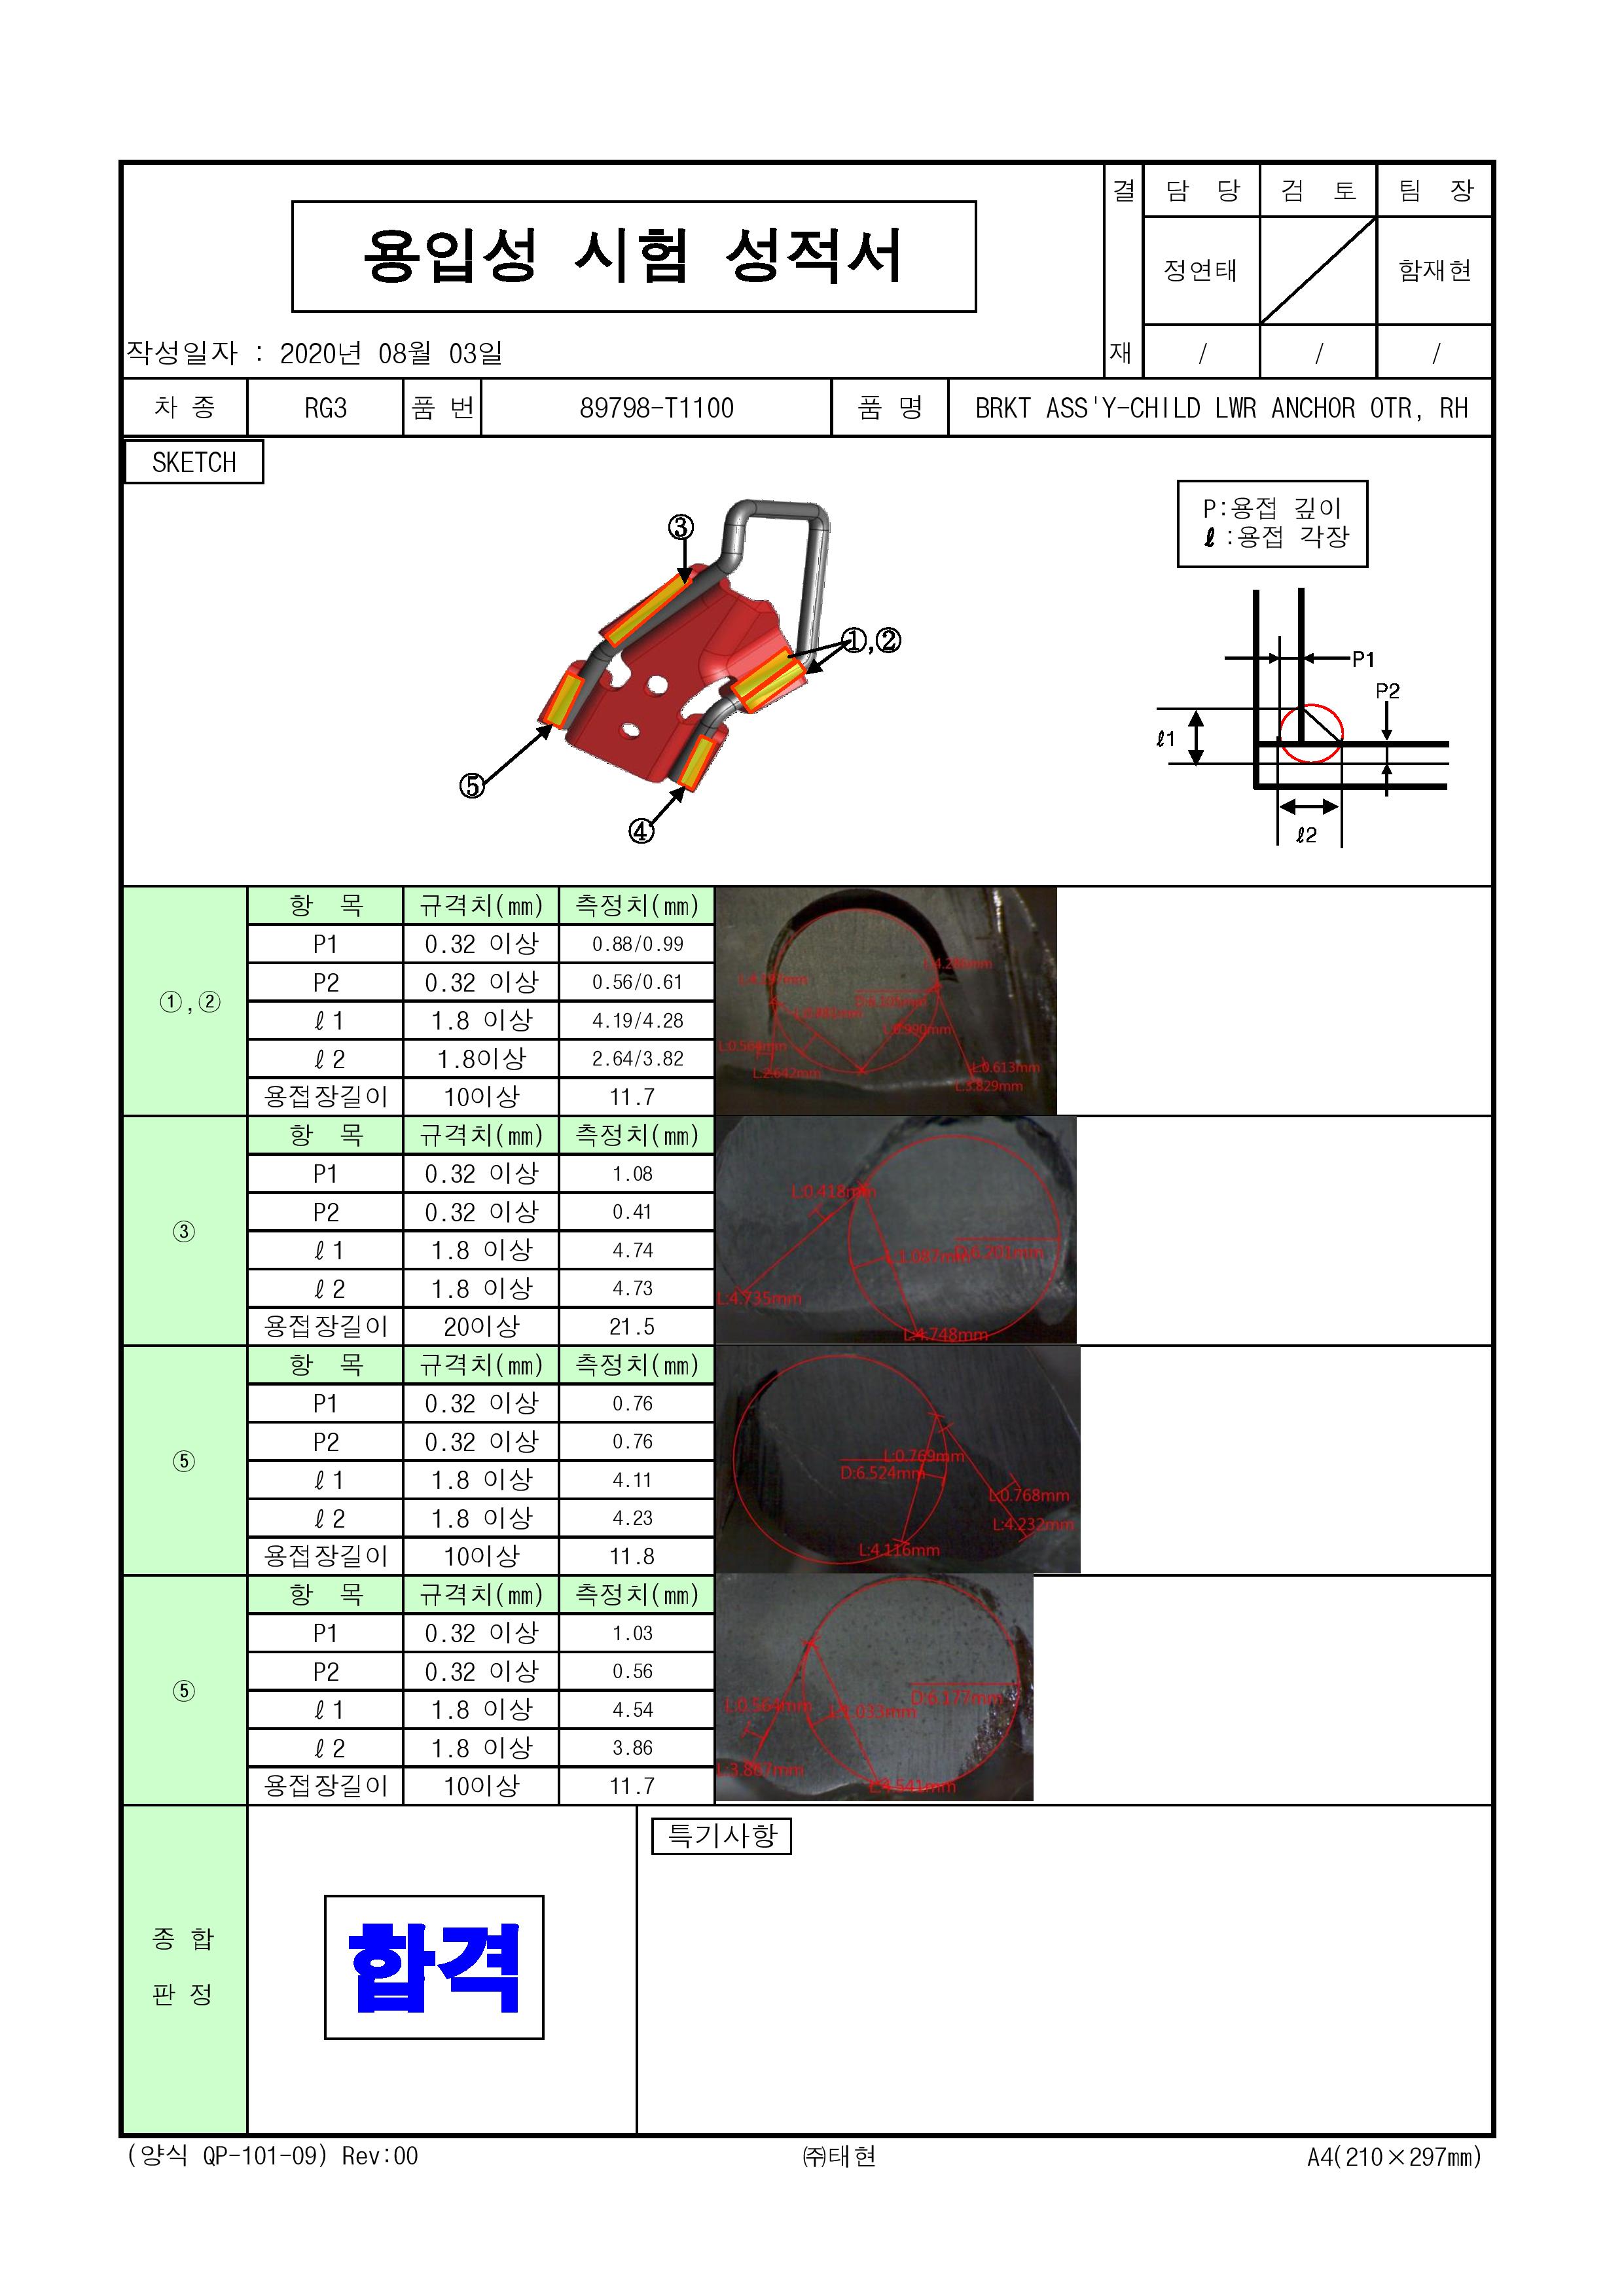 용입성 시험 성적서
결 재
담 당 검 토 팀 장
정연태 함재현
/ / /
작성일자 : 2020년 08월 03일
차 종 RG3 품 번 89798-T1100 품 명 BRKT ASS'Y-CHILD LWR ANCHOR OTR, RH
SKETCH
P:용접 깊이
ℓ :용접 각장
③
①,②
⑤
④
P1
P2
ℓ1
ℓ2
①,②
항 목 규격치(㎜) 측정치(㎜)
P1 0.32 이상 0.88/0.99
P2 0.32 이상 0.56/0.61
ℓ1 1.8 이상 4.19/4.28
ℓ2 1.8이상 2.64/3.82
용접장길이 10이상 11.7
L:0.990mm
L:2.642mm
L:0.613mm
L:3.829mm
③
항 목 규격치(㎜) 측정치(㎜)
P1 0.32 이상 1.08
P2 0.32 이상 0.41
ℓ1 1.8 이상 4.74
ℓ2 1.8 이상 4.73
용접장길이 20이상 21.5
L:0.418mm
D:6.201mm
L:4.735mm
L:4.748mm
⑤
항 목 규격치(㎜) 측정치(㎜)
P1 0.32 이상 0.76
P2 0.32 이상 0.76
ℓ1 1.8 이상 4.11
ℓ2 1.8 이상 4.23
용접장길이 10이상 11.8
L:0.769mm
D:6.524mm
L:0.768mm
L:4.232mm
L:4.116mm
⑤
항 목 규격치(㎜) 측정치(㎜)
P1 0.32 이상 1.03
P2 0.32 이상 0.56
ℓ1 1.8 이상 4.54
ℓ2 1.8 이상 3.86
용접장길이 10이상 11.7
D:6.177mm
L:0.564mm
L:1.033mm
L:3.867mm
L:4.541mm
종 합
판 정
합격
특기사항
(양식 QP-101-09) Rev:00 ㈜태현 A4(210×297㎜)